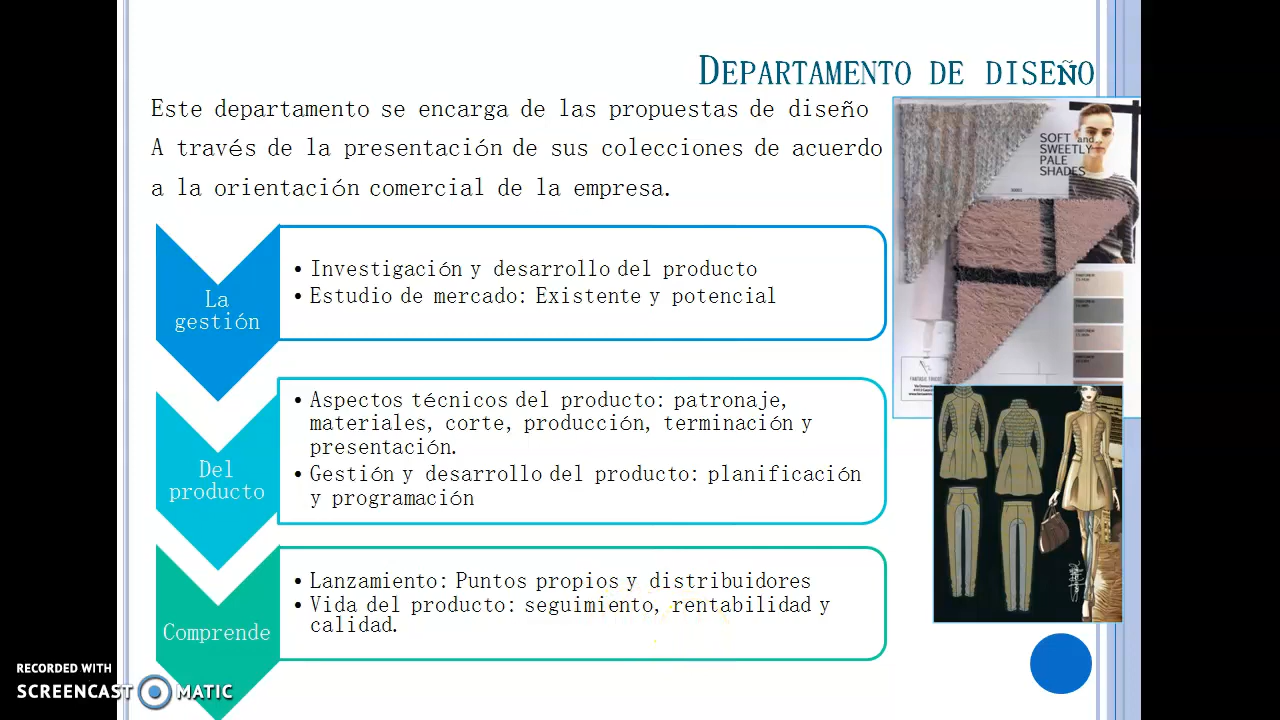 DEPARTAMENTO DE DISEÑO
Este departamento se encarga de las propuestas de diseño
A través de la presentación de sus colecciones de acuerdo
a la orientación comercial de la empresa.
La
gestión
• Investigación y desarrollo del producto
• Estudio de mercado: Existente y potencial
Del
producto
• Aspectos técnicos del producto: patronaje,
materiales, corte, producción, terminación y
presentación.
• Gestión y desarrollo del producto: planificación
y programación
Comprende
• Lanzamiento: Puntos propios y distribuidores
• Vida del producto: seguimiento, rentabilidad y
calidad.
SOFT and
SWEETLY
PALE
SHADES
RECORDED WITH
SCREENCAST MATIC